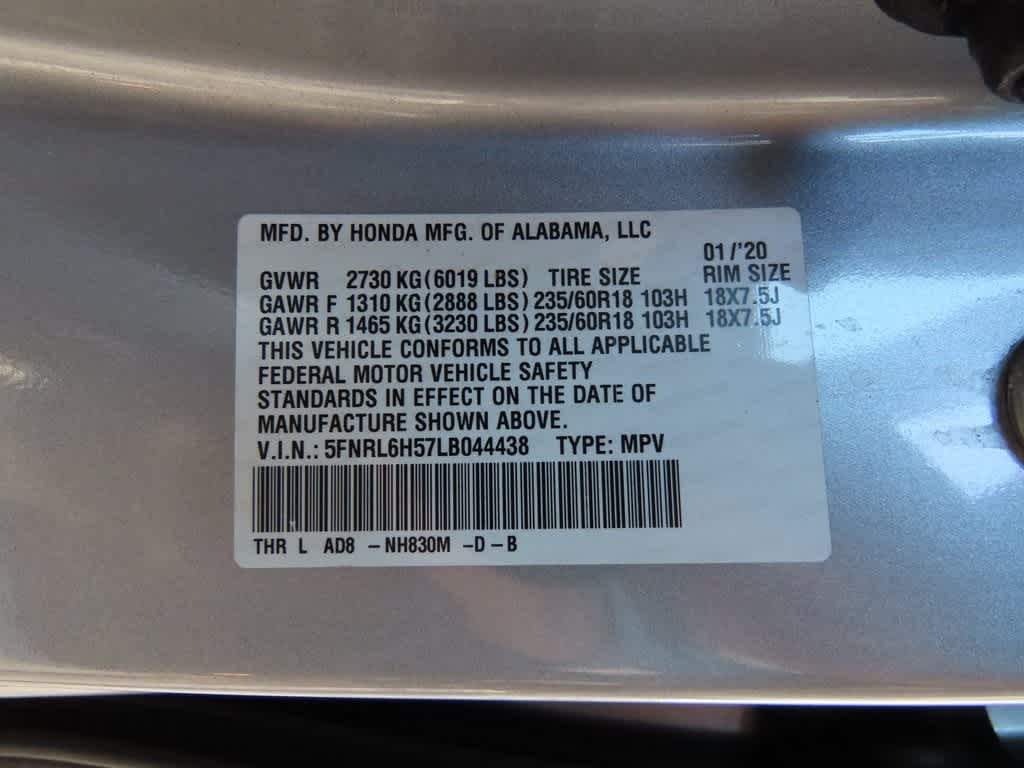 MFD. BY HONDA MFG. OF ALABAMA, LLC
01/'20
GVWR 2730 KG (6019 LBS) TIRE SIZE RIM SIZE
GAWR F 1310 KG (2888 LBS) 235/60R18 103H 18X7.5J
GAWR R 1465 KG (3230 LBS) 235/60R18 103H 18X7.5J
THIS VEHICLE CONFORMS TO ALL APPLICABLE
FEDERAL MOTOR VEHICLE SAFETY
STANDARDS IN EFFECT ON THE DATE OF
MANUFACTURE SHOWN ABOVE.
V.I.N.: 5FNRL6H57LB044438 TYPE: MPV
THR L AD8 -NH830M -D-B